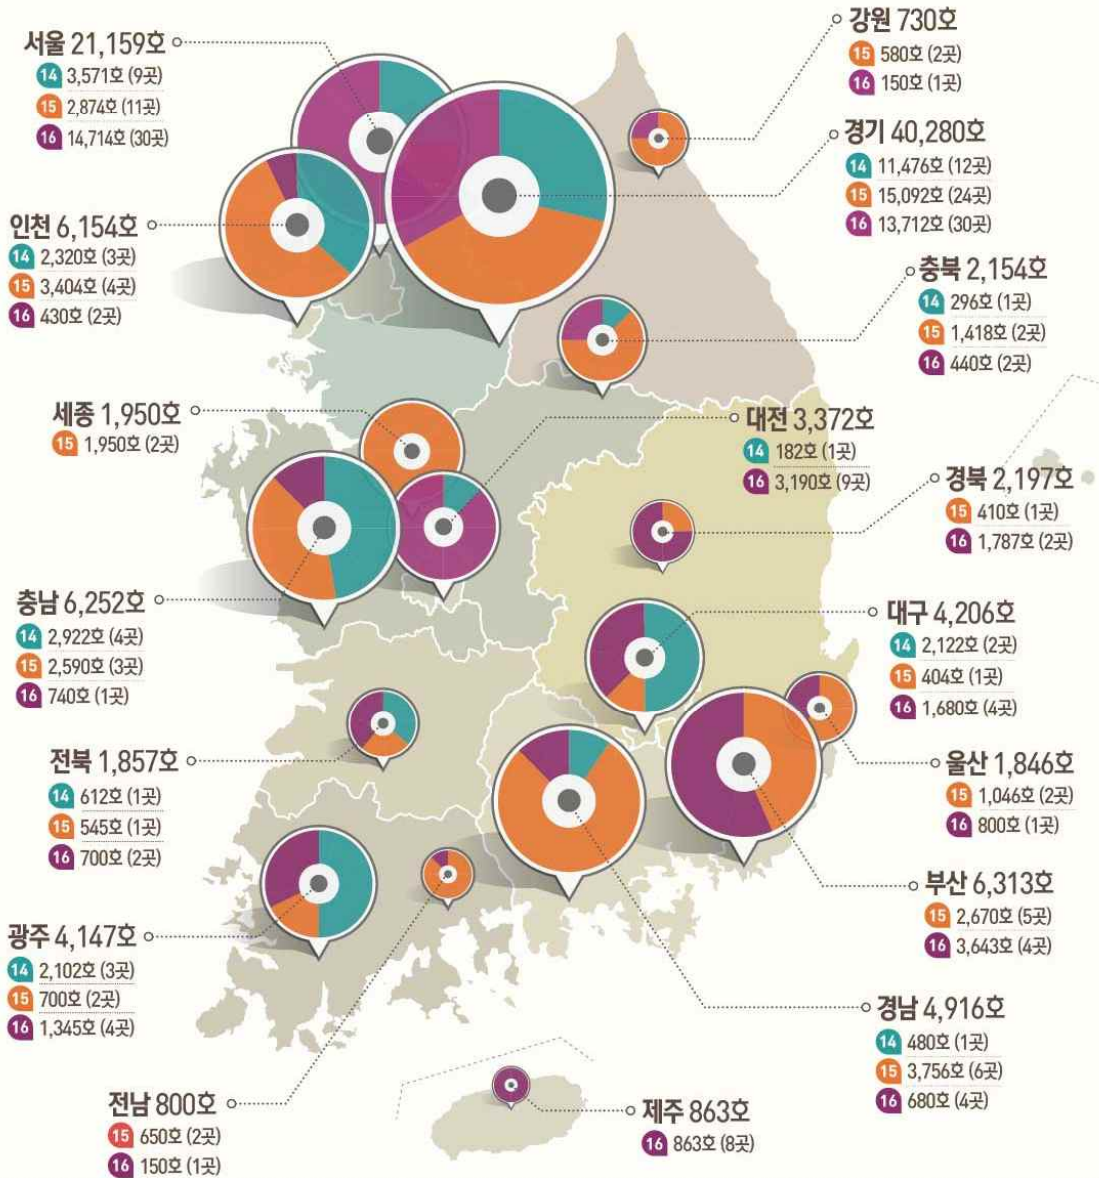 서울 21,159호
14 3,571호 (9곳)
15 2,874호 (11곳)
16 14,714호 (30곳)
강원 730호
15 580호 (2곳)
16 150호 (1곳)
경기 40,280호
14 11,476호 (12곳)
15 15,092호 (24곳)
16 13,712호 (30곳)
인천 6,154호
14 2,320호 (3곳)
15 3,404호 (4곳)
16 430호 (2곳)
충북 2,154호
14 296호 (1곳)
15 1,418호 (2곳)
16 440호 (2곳)
세종 1,950호
15 1,950호 (2곳)
대전 3,372호
14 182호 (1곳)
16 3,190호 (9곳)
경북 2,197호
15 410호 (1곳)
16 1,787호 (2곳)
충남 6,252호
14 2,922호 (4곳)
15 2,590호 (3곳)
16 740호 (1곳)
대구 4,206호
14 2,122호 (2곳)
15 404호 (1곳)
16 1,680호 (4곳)
전북 1,857호
14 612호 (1곳)
15 545호 (1곳)
16 700호 (2곳)
울산 1,846호
15 1,046호 (2곳)
16 800호 (1곳)
부산 6,313호
15 2,670호 (5곳)
16 3,643호 (4곳)
광주 4,147호
14 2,102호 (3곳)
15 700호 (2곳)
16 1,345호 (4곳)
경남 4,916호
14 480호 (1곳)
15 3,756호 (6곳)
16 680호 (4곳)
전남 800호
15 650호 (2곳)
16 150호 (1곳)
제주 863호
16 863호 (8곳)